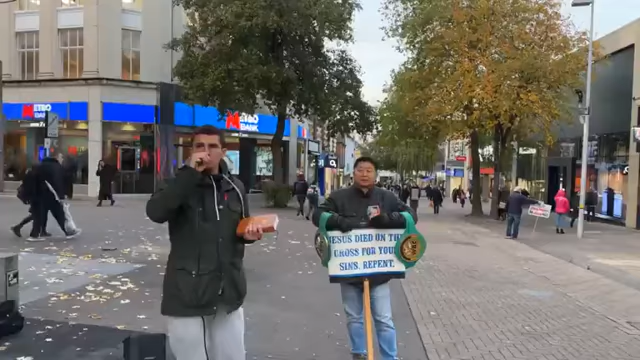 METRO
BANK
METRO
BANK
JESUS DIED ON THE
CROSS FOR YOUR
SINS. REPENT,